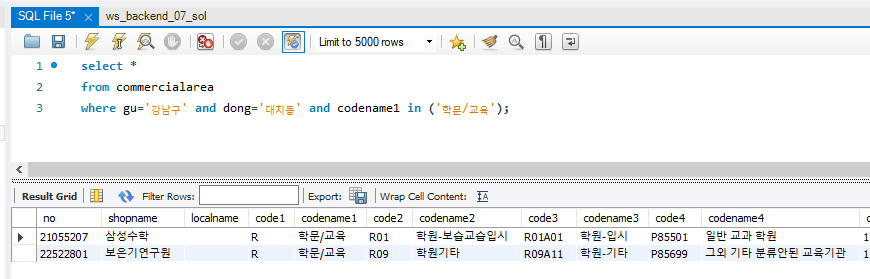 SQL File 5* ws_backend_07_sol
Limit to 5000 rows
1 select *
2 from commercialarea
3 where gu='강남구' and dong='대치동' and codename1 in ('학문/교육');
Result Grid Filter Rows: Export: Wrap Cell Content:
no shopname localname code1 codename1 code2 codename2 code3 codename3 code4 codename4
21055207 삼성수학 R 학문/교육 R01 학원-보습교습입시 R01A01 학원-입시 P85501 일반 교과 학원 1
22522801 보은기연구원 R 학문/교육 R09 학원기타 R09A11 학원-기타 P85699 그외 기타 분류안된 교육기관 1